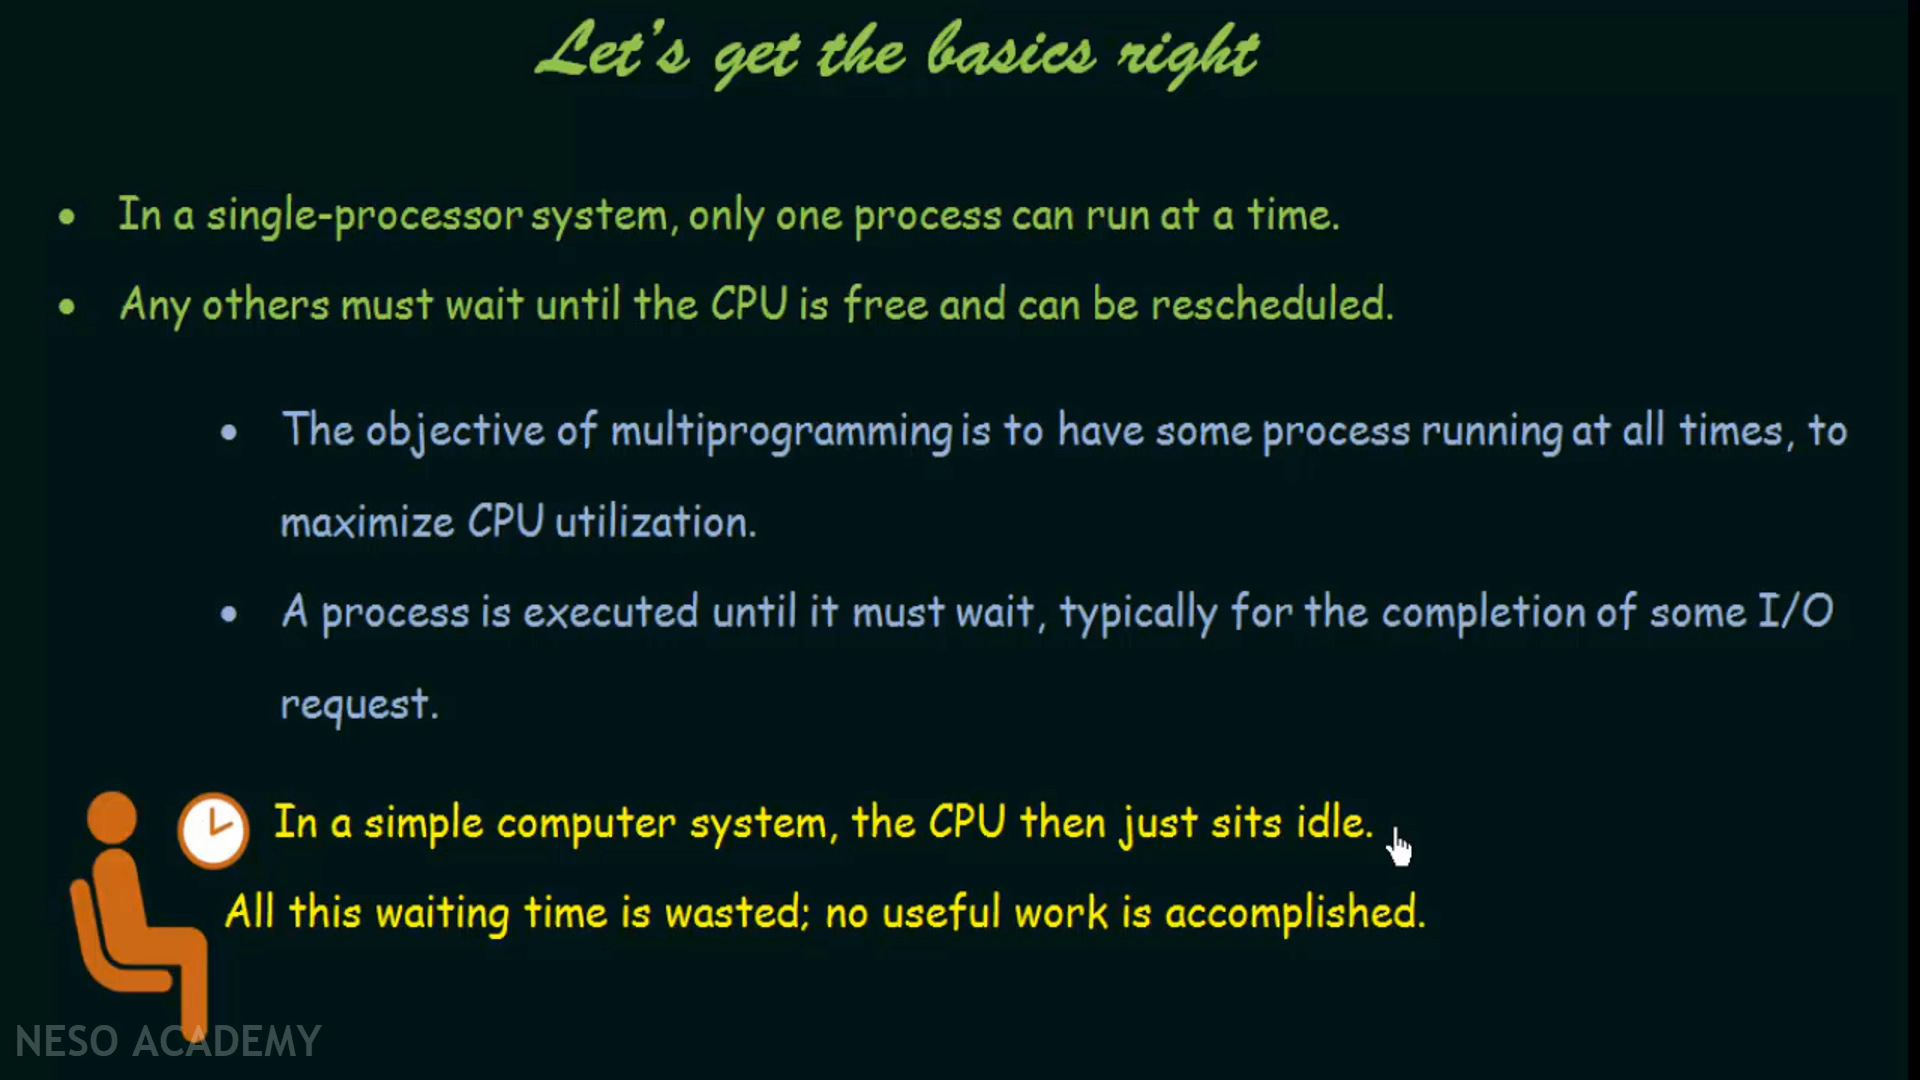 Let's get the basics right
• In a single-processor system, only one process can run at a time.
• Any others must wait until the CPU is free and can be rescheduled.
• The objective of multiprogramming is to have some process running at all times, to
maximize CPU utilization.
• A process is executed until it must wait, typically for the completion of some I/O
request.
In a simple computer system, the CPU then just sits idle.
All this waiting time is wasted; no useful work is accomplished.
NESO ACADEMY